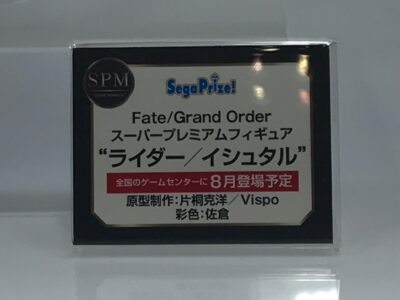 SPM
SegaPrize!
Fate/Grand Order
スーパープレミアムフィギュア
“ライダー/イシュタル”
全国のゲームセンターに 8月登場予定
原型制作:片桐克洋/Vispo
彩色:佐倉